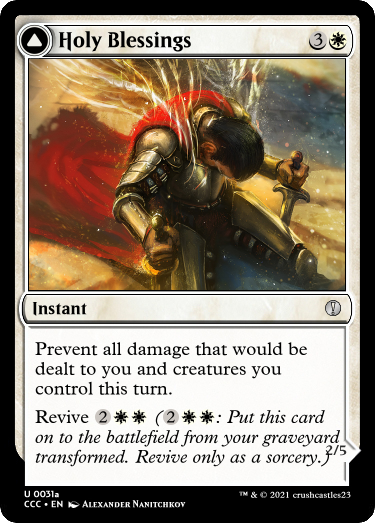 Holy Blessings 3
Instant
Prevent all damage that would be
dealt to you and creatures you
control this turn.
Revive 2 (2: Put this card
on to the battlefield from your graveyard
transformed. Revive only as a sorcery.)
2/5
U 0031a
CCC • EN Alexander Nanitchkov
™ & © 2021 crushcastles23